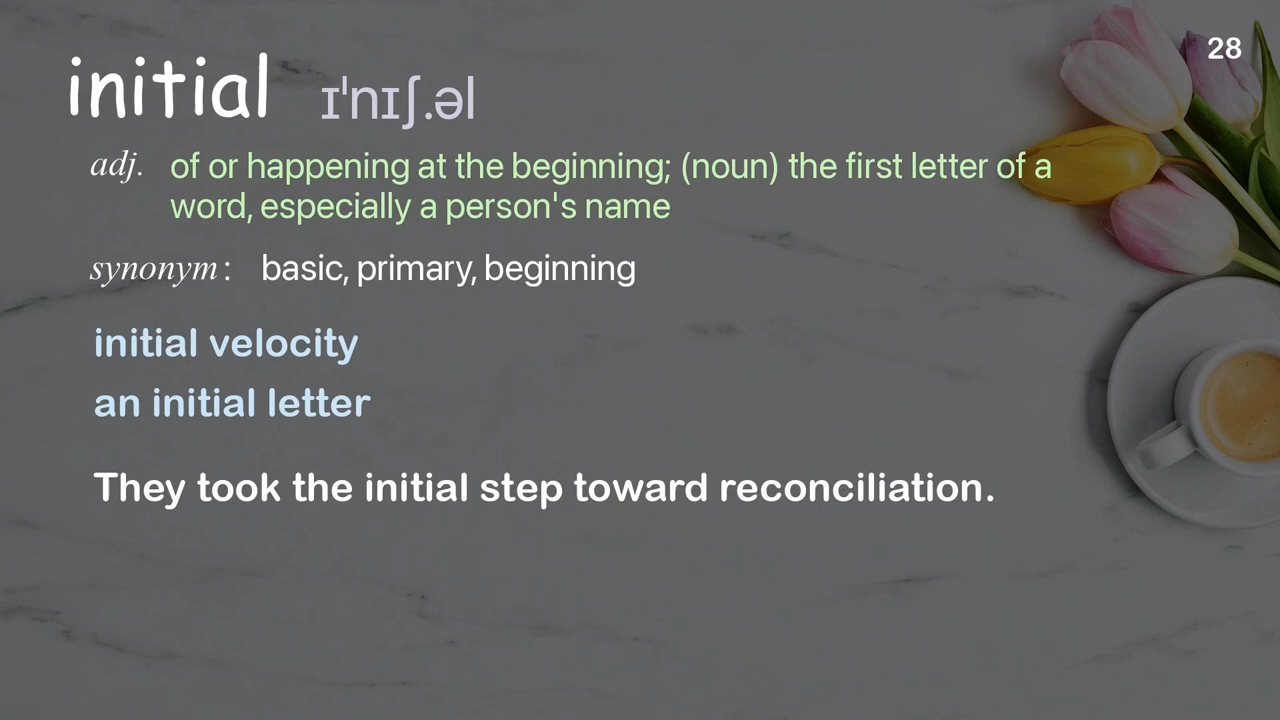 28
initial ɪˈnɪʃ.əl
adj. of or happening at the beginning; (noun) the first letter of a
word, especially a person's name
synonym: basic, primary, beginning
initial velocity
an initial letter
They took the initial step toward reconciliation.